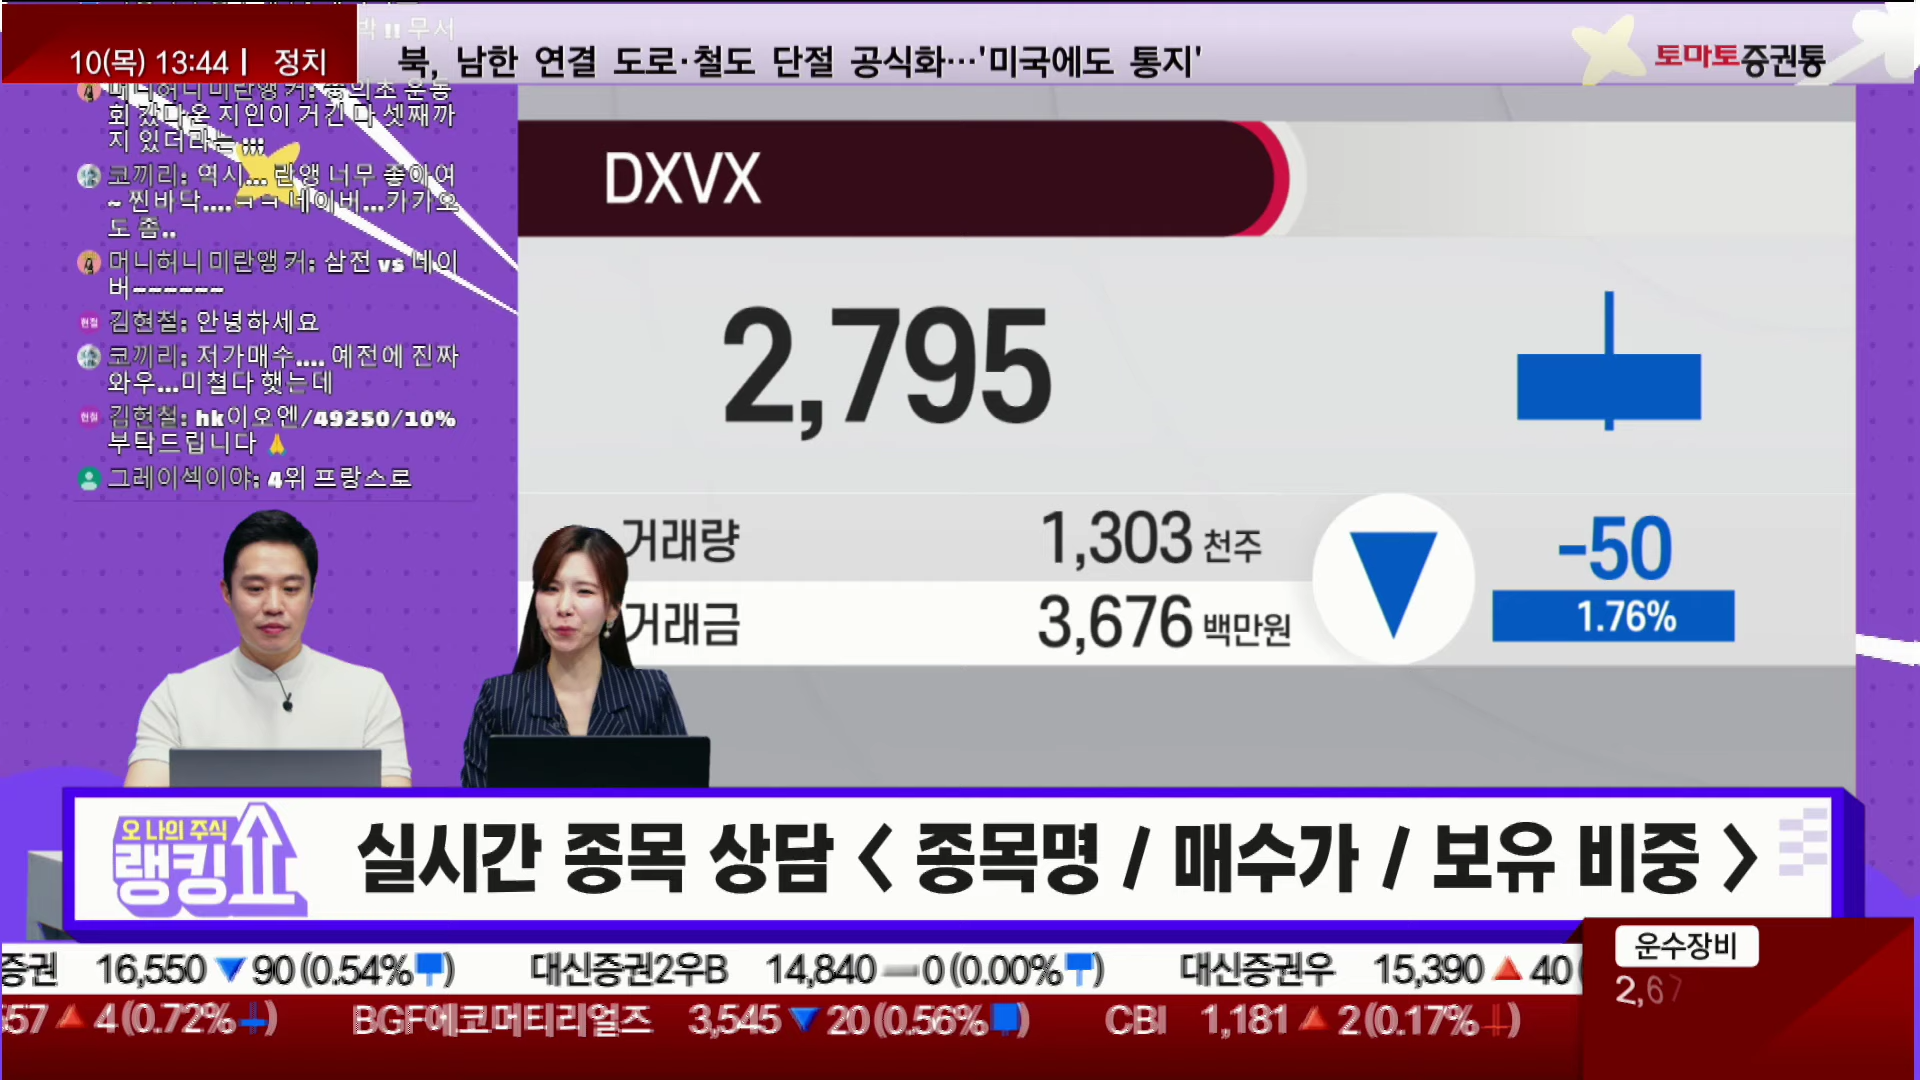 10(목) 13:44 | 정치
북, 남한 연결 도로·철도 단절 공식화…'미국에도 통지'
토마토증권통
회 갔다온 지인이 거긴 다 셋째까
지 있더라는 ;;;
코끼리: 역시... 란앵 너무 좋아여
~ 찐바닥....ㅋㅋ 네이버...카카오
도 좀..
머니허니 미란앵커: 삼전 vs 네이
버~~~~~~
김현철: 안녕하세요
코끼리: 저가매수.... 예전에 진짜
와우...미쳤다 했는데
김현철: hk이오엔/49250/10%
부탁드립니다 🙏
그레이섹이야: 4위 프랑스로
DXVX
2,795
거래량 1,303 천주
거래금 3,676 백만원
▼ -50
1.76%
오 나의 주식
랭킹쇼
실시간 종목 상담 < 종목명 / 매수가 / 보유 비중 >
증권 16,550 ▼ 90 (0.54%) 대신증권2우B 14,840 0 (0.00%) 대신증권우 15,390 ▲ 40 (
557 ▲ 4 (0.72%) BGF에코머티리얼즈 3,545 ▼ 20 (0.56%) CBI 1,181 ▲ 2 (0.17%)
운수장비
2,67